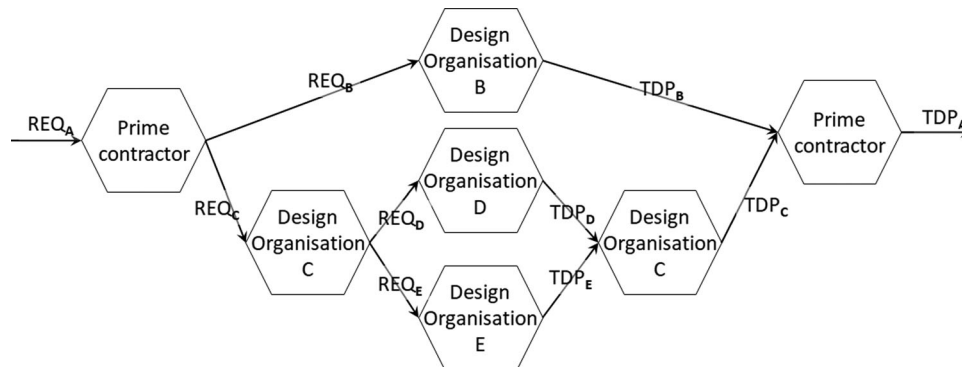 Design
Organisation
B
REQB
TDPB
REQA
Prime
contractor
Prime
contractor
TDPA
Design
Organisation
D
REQC
REQD
TDPD
TDPC
Design
Organisation
C
Design
Organisation
C
REQE
TDPE
Design
Organisation
E